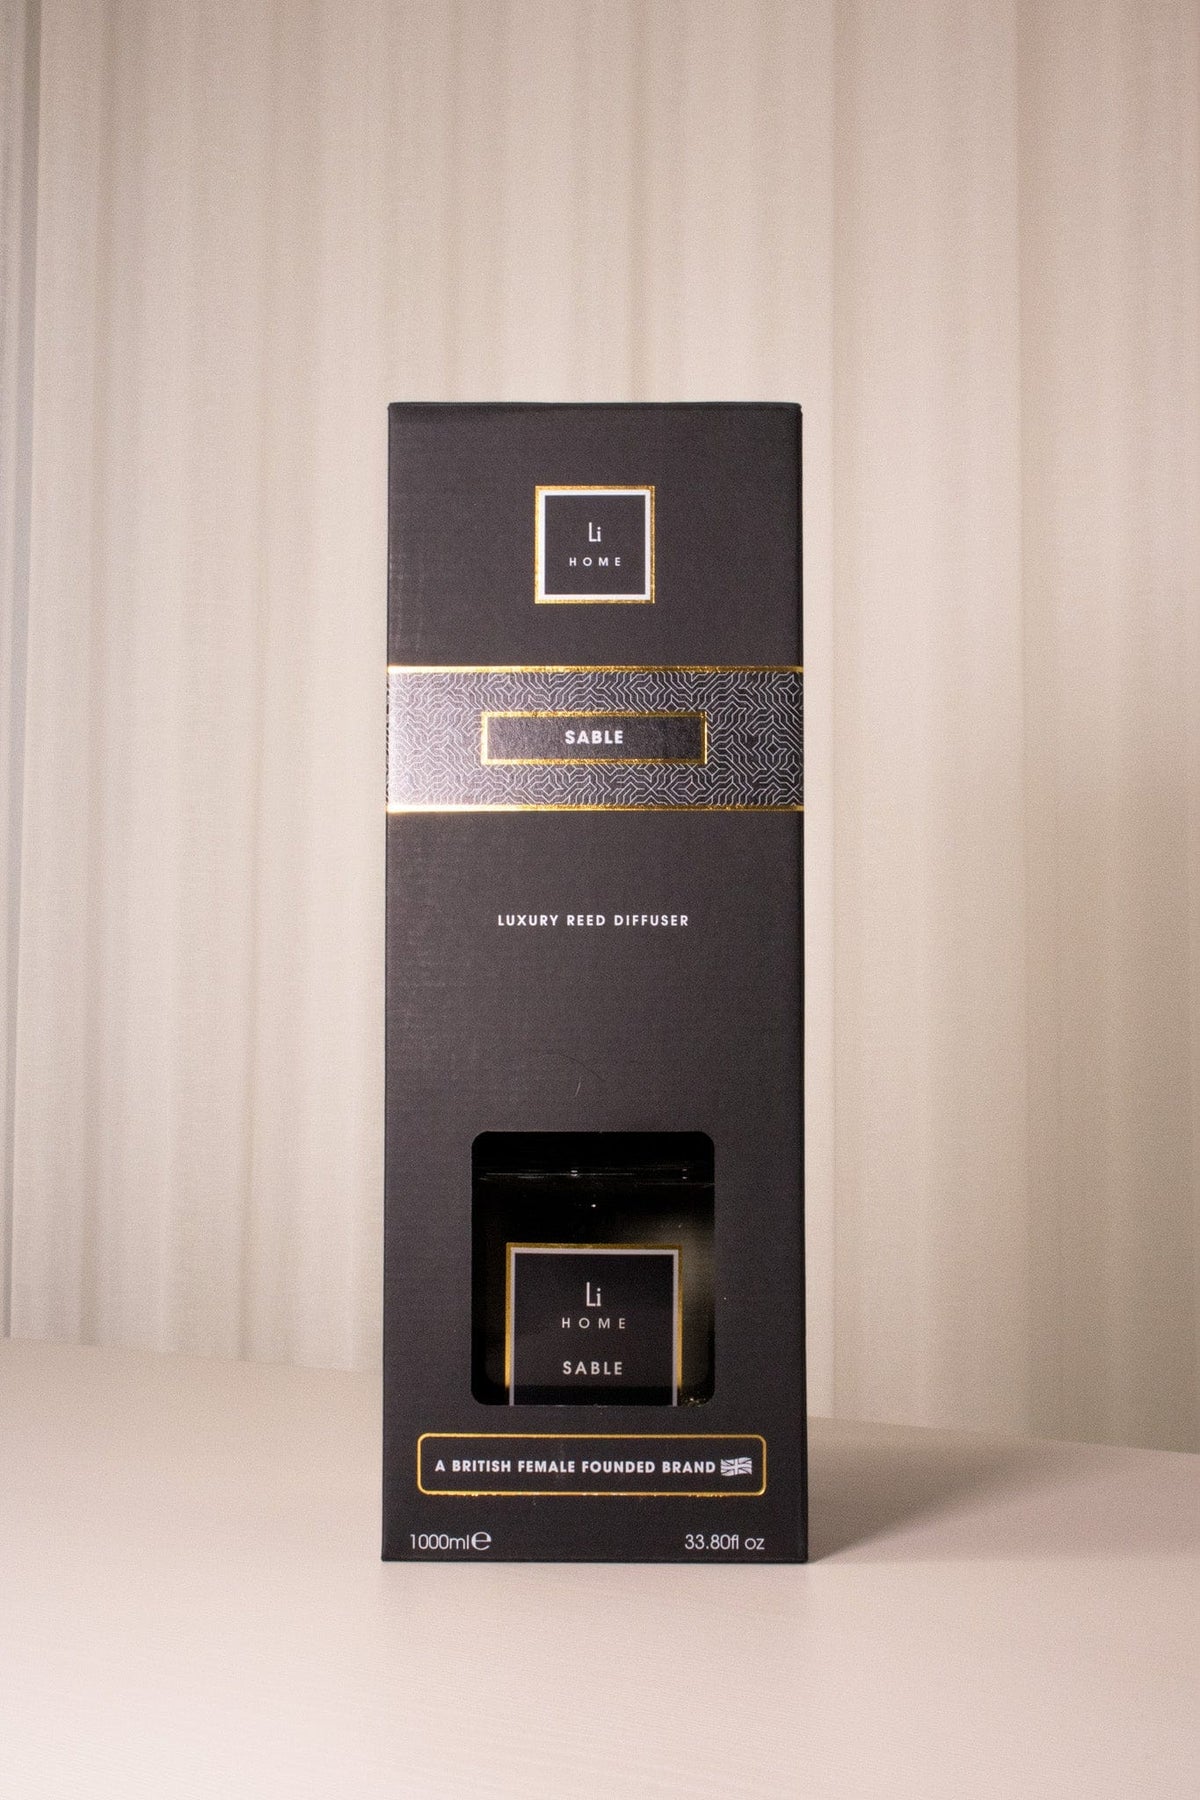 Li
HOME
SABLE
LUXURY REED DIFFUSER
Li
HOME
SABLE
A BRITISH FEMALE FOUNDED BRAND
1000ml℮ 33.80fl oz